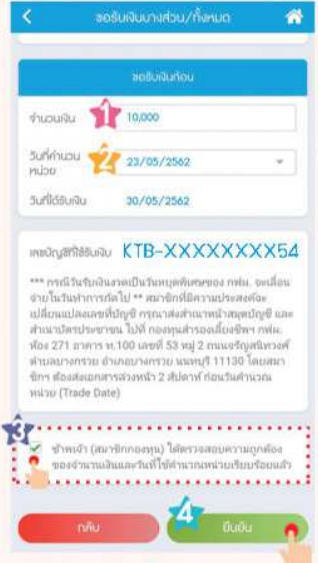 ขอรับเงินบางส่วน/ทั้งหมด
ขอรับเงินก้อน
จำนวนเงิน 1 10,000
วันที่คำนวน 2 23/05/2562
หน่วย
วันที่ได้รับเงิน 30/05/2562
เลขบัญชีที่ใช้รับเงิน KTB-XXXXXXXX54
*** กรณีวันรับเงินงวดเป็นวันหยุดพิเศษของ กฟผ. จะเลื่อน
จ่ายในวันทำการถัดไป ** สมาชิกที่มีความประสงค์จะ
เปลี่ยนแปลงเลขที่บัญชี กรุณาส่งสำเนาหน้าสมุดบัญชี และ
สำเนาบัตรประชาชน ไปที่ กองทุนสำรองเลี้ยงชีพฯ กฟผ.
ห้อง 271 อาคาร ท.100 เลขที่ 53 หมู่ 2 ถนนจรัญสนิทวงศ์
ตำบลบางกรวย อำเภอบางกรวย นนทบุรี 11130 โดยสมา
ชิกฯ ต้องส่งเอกสารล่วงหน้า 2 สัปดาห์ ก่อนวันคำนวณ
หน่วย (Trade Date)
3
ข้าพเจ้า (สมาชิกกองทุน) ได้ตรวจสอบความถูกต้อง
ของจำนวนเงินและวันที่ใช้คำนวณหน่วยเรียบร้อยแล้ว
กลับ 4 ยืนยัน